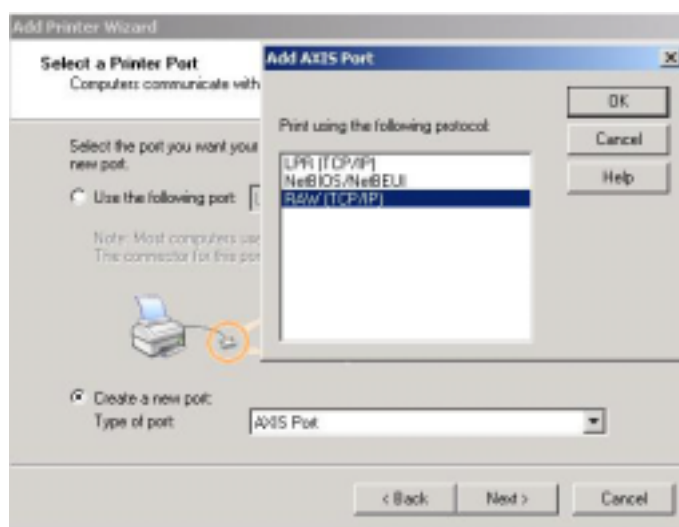 Add Printer Wizard
Select a Printer Port
Computers communicate with
Select the port you want your
new port.
Use the following port:
Note: Most computers use
The connector for this por
Create a new port:
Type of port:
AXIS Port
< Back
Next >
Cancel
Add AXIS Port
Print using the following protocol:
LPR (TCP/IP)
NetBIOS/NetBEUI
RAW (TCP/IP)
OK
Cancel
Help